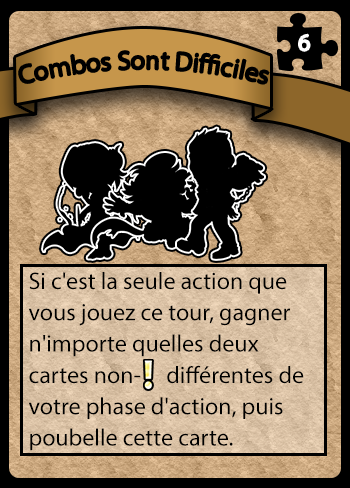 Combos Sont Difficiles
6
Si c'est la seule action que
vous jouez ce tour, gagner
n'importe quelles deux
cartes non-! différentes de
votre phase d'action, puis
poubelle cette carte.